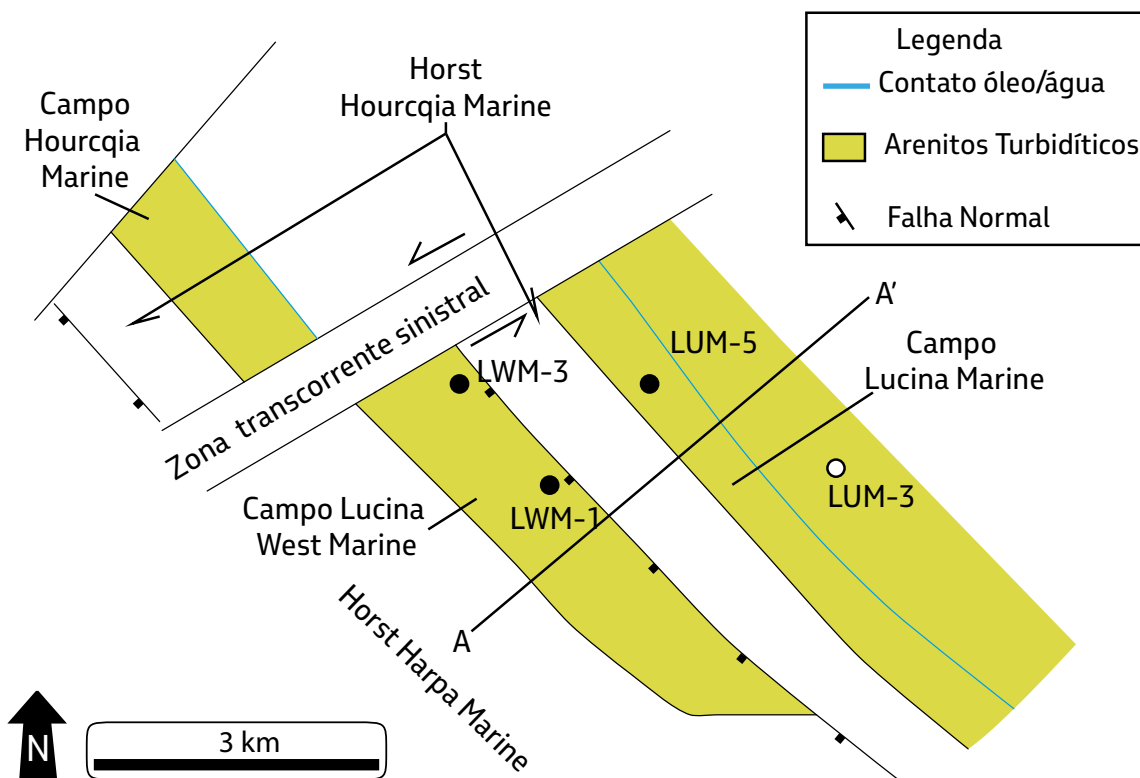 Legenda
Contato óleo/água
Arenitos Turbidíticos
Falha Normal
Horst
Hourcqia Marine
Campo
Hourcqia
Marine
Zona transcorrente sinistral
A'
LUM-5
Campo
Lucina Marine
LWM-3
LUM-3
LWM-1
Campo Lucina
West Marine
A
Horst Harpa Marine
N
3 km